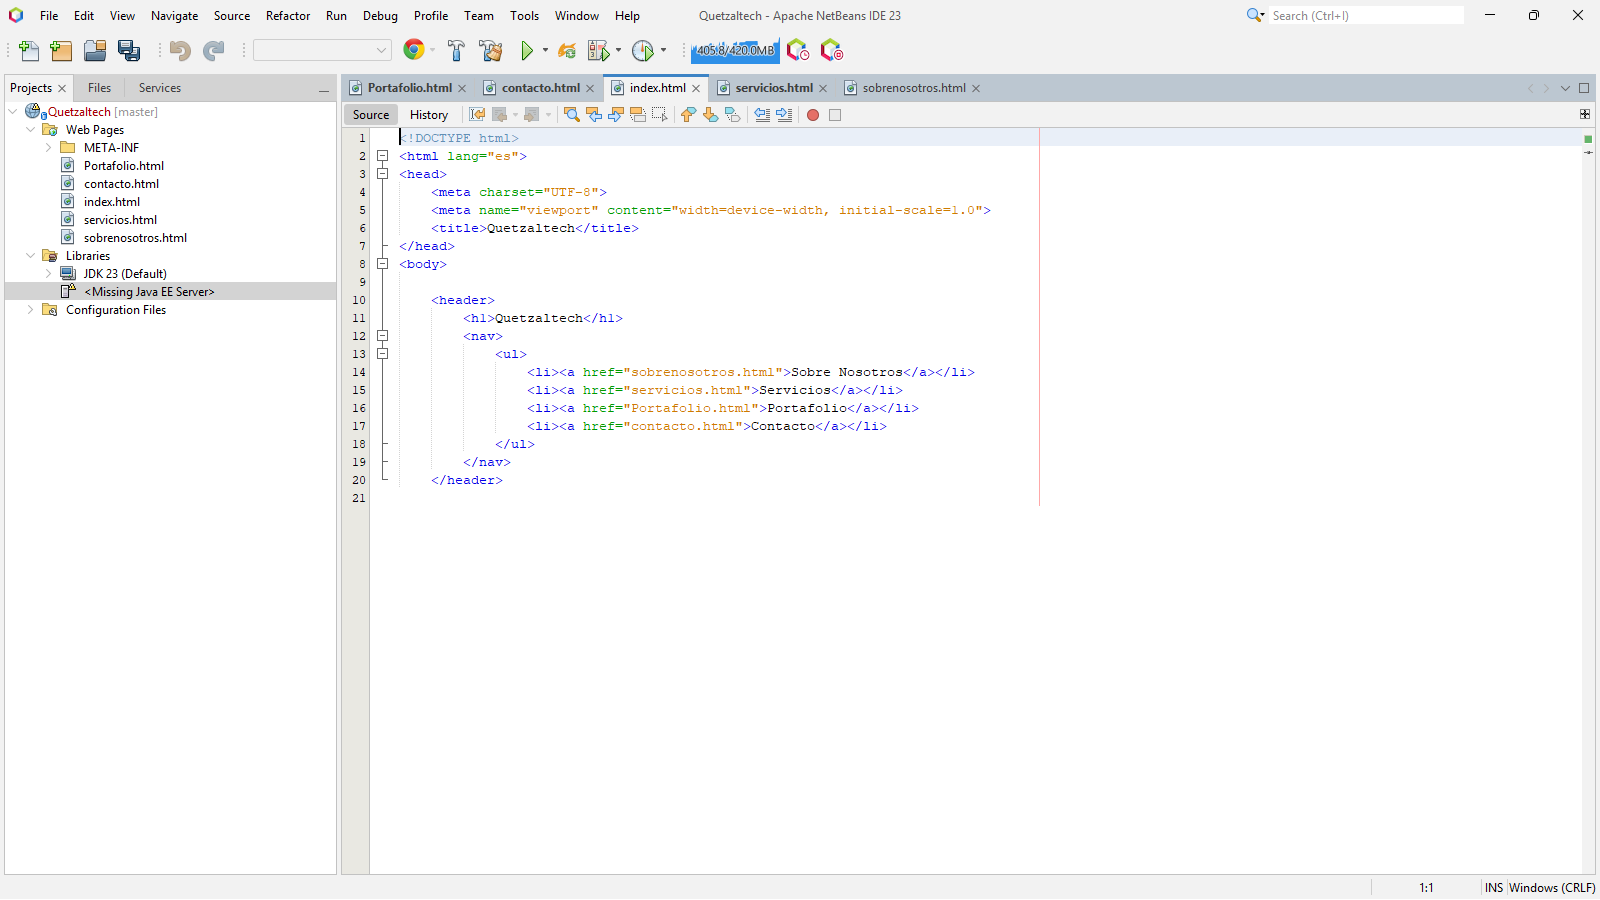 File Edit View Navigate Source Refactor Run Debug Profile Team Tools Window Help
Quetzaltech - Apache NetBeans IDE 23
Search (Ctrl+I)
405.8/420.0MB
Projects Files Services
Portafolio.html contacto.html index.html servicios.html sobrenosotros.html
Source History
Quetzaltech [master]
Web Pages
META-INF
Portafolio.html
contacto.html
index.html
servicios.html
sobrenosotros.html
Libraries
JDK 23 (Default)
<Missing Java EE Server>
Configuration Files
1 <!DOCTYPE html>
2 <html lang="es">
3 <head>
4 <meta charset="UTF-8">
5 <meta name="viewport" content="width=device-width, initial-scale=1.0">
6 <title>Quetzaltech</title>
7 </head>
8 <body>
9
10 <header>
11 <h1>Quetzaltech</h1>
12 <nav>
13 <ul>
14 <li><a href="sobrenosotros.html">Sobre Nosotros</a></li>
15 <li><a href="servicios.html">Servicios</a></li>
16 <li><a href="Portafolio.html">Portafolio</a></li>
17 <li><a href="contacto.html">Contacto</a></li>
18 </ul>
19 </nav>
20 </header>
21
1:1 INS Windows (CRLF)